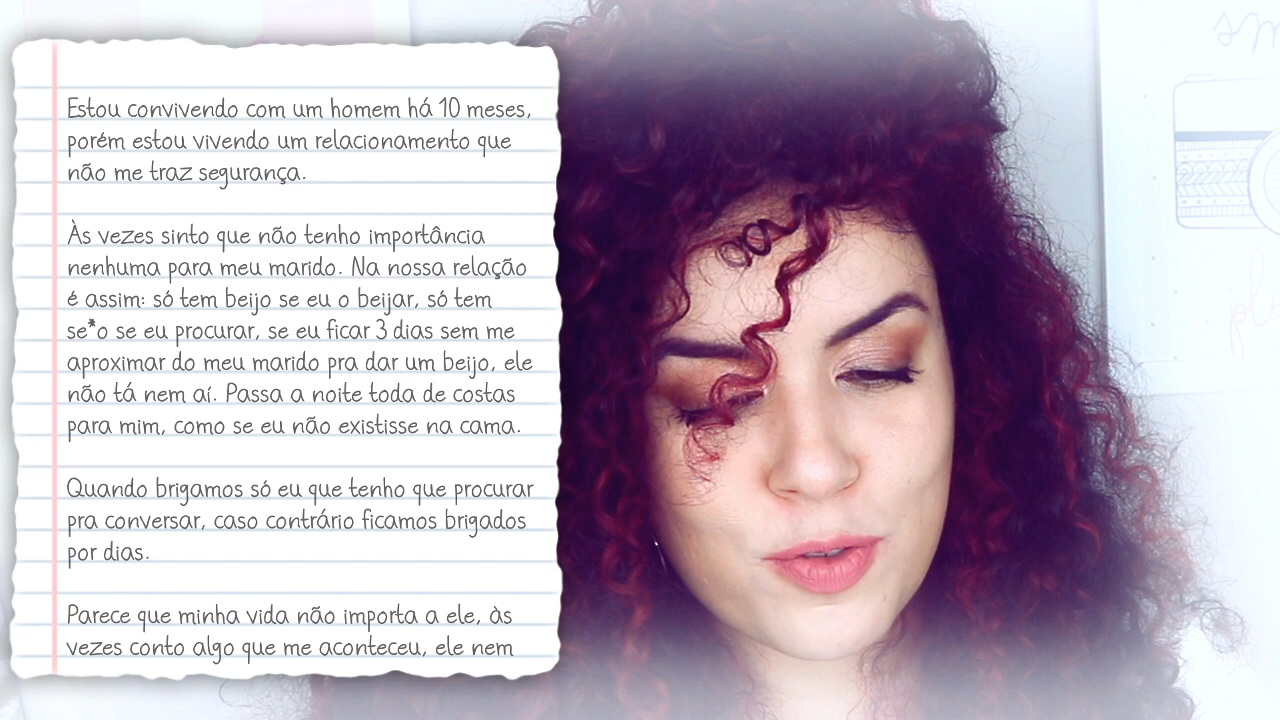 Estou convivendo com um homem há 10 meses,
porém estou vivendo um relacionamento que
não me traz segurança.
Às vezes sinto que não tenho importância
nenhuma para meu marido. Na nossa relação
é assim: só tem beijo se eu o beijar, só tem
se*o se eu procurar, se eu ficar 3 dias sem me
aproximar do meu marido pra dar um beijo, ele
não tá nem aí. Passa a noite toda de costas
para mim, como se eu não existisse na cama.
Quando brigamos só eu que tenho que procurar
pra conversar, caso contrário ficamos brigados
por dias.
Parece que minha vida não importa a ele, às
vezes conto algo que me aconteceu, ele nem